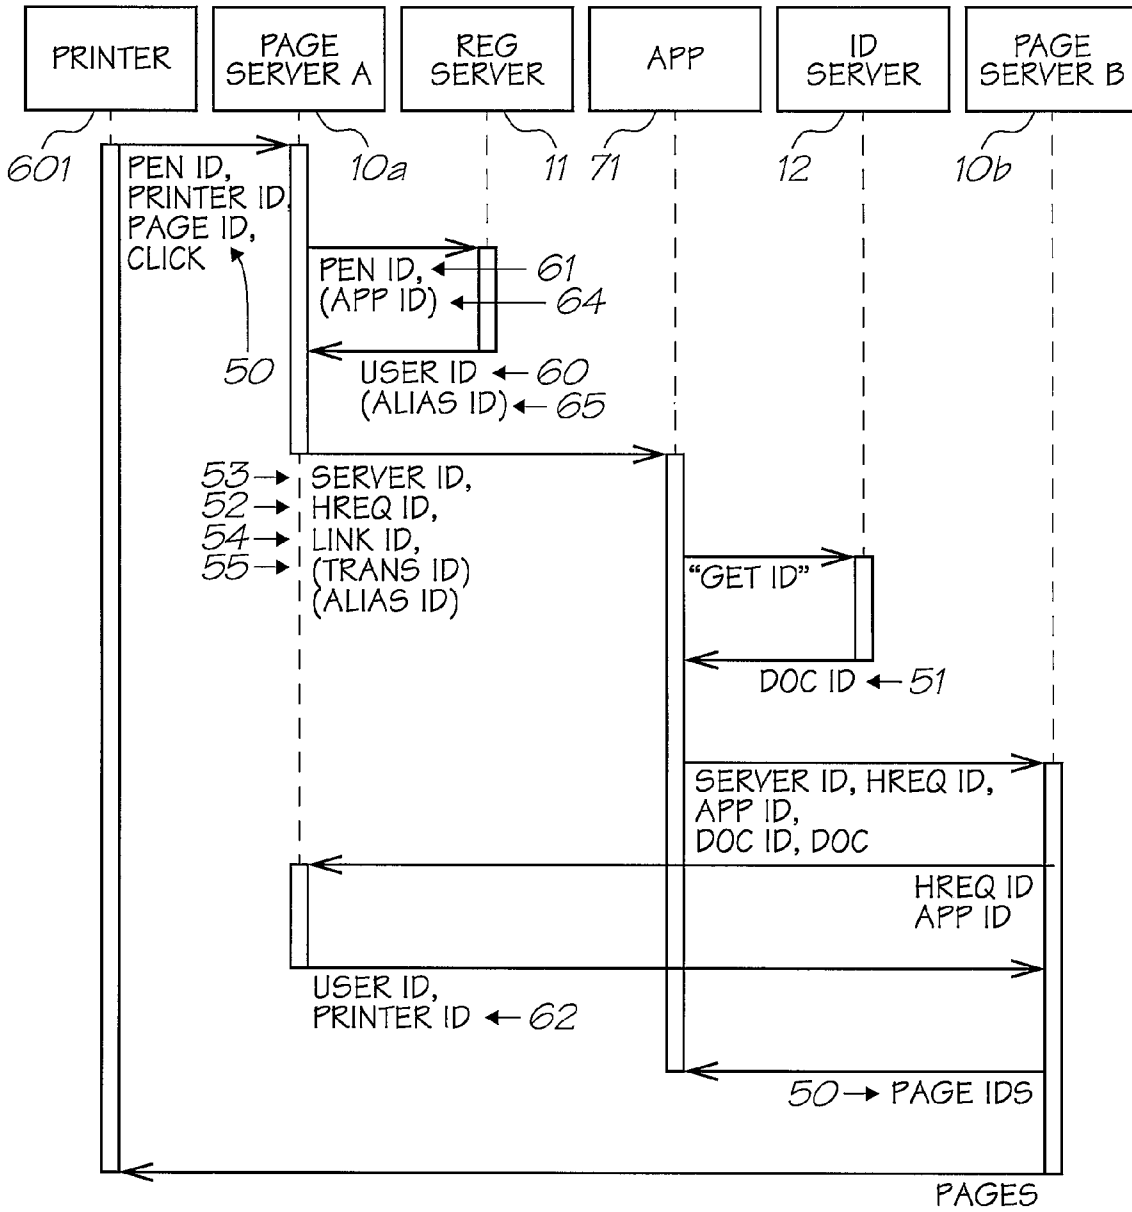 PRINTER
PAGE
SERVER A
REG
SERVER
APP
ID
SERVER
PAGE
SERVER B
601
10a
11
71
12
10b
PEN ID,
PRINTER ID,
PAGE ID,
CLICK
50
PEN ID,
61
(APP ID)
64
USER ID
60
(ALIAS ID)
65
53
SERVER ID,
52
HREQ ID,
54
LINK ID,
55
(TRANS ID)
(ALIAS ID)
"GET ID"
DOC ID
51
SERVER ID, HREQ ID,
APP ID,
DOC ID, DOC
HREQ ID
APP ID
USER ID,
PRINTER ID
62
50
PAGE IDS
PAGES